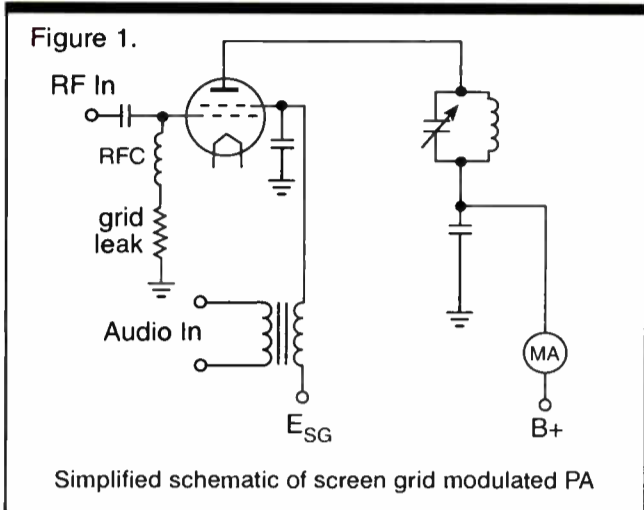 Figure 1.
RF In
RFC
grid
leak
Audio In
E_SG
MA
B+
Simplified schematic of screen grid modulated PA